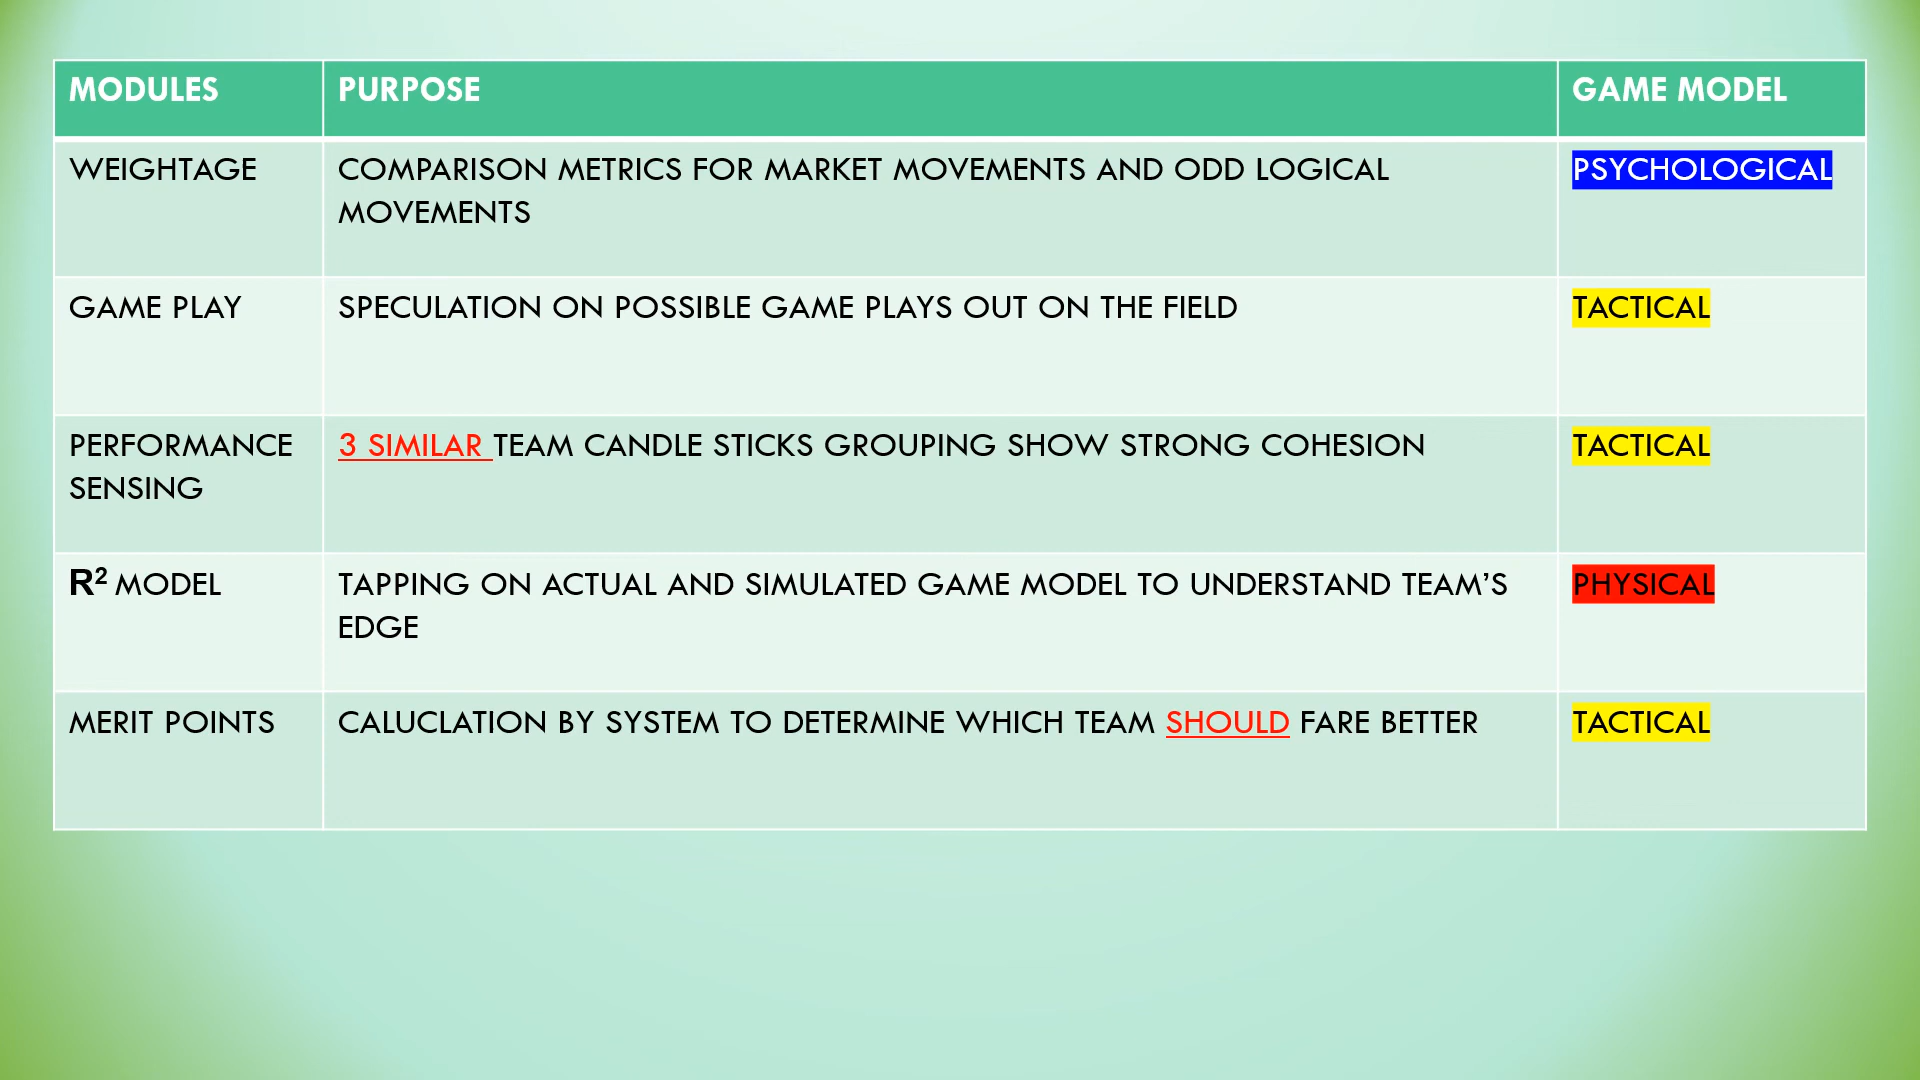 MODULES PURPOSE GAME MODEL
WEIGHTAGE COMPARISON METRICS FOR MARKET MOVEMENTS AND ODD LOGICAL PSYCHOLOGICAL
MOVEMENTS
GAME PLAY SPECULATION ON POSSIBLE GAME PLAYS OUT ON THE FIELD TACTICAL
PERFORMANCE 3 SIMILAR TEAM CANDLE STICKS GROUPING SHOW STRONG COHESION TACTICAL
SENSING
R² MODEL TAPPING ON ACTUAL AND SIMULATED GAME MODEL TO UNDERSTAND TEAM’S PHYSICAL
EDGE
MERIT POINTS CALUCLATION BY SYSTEM TO DETERMINE WHICH TEAM SHOULD FARE BETTER TACTICAL